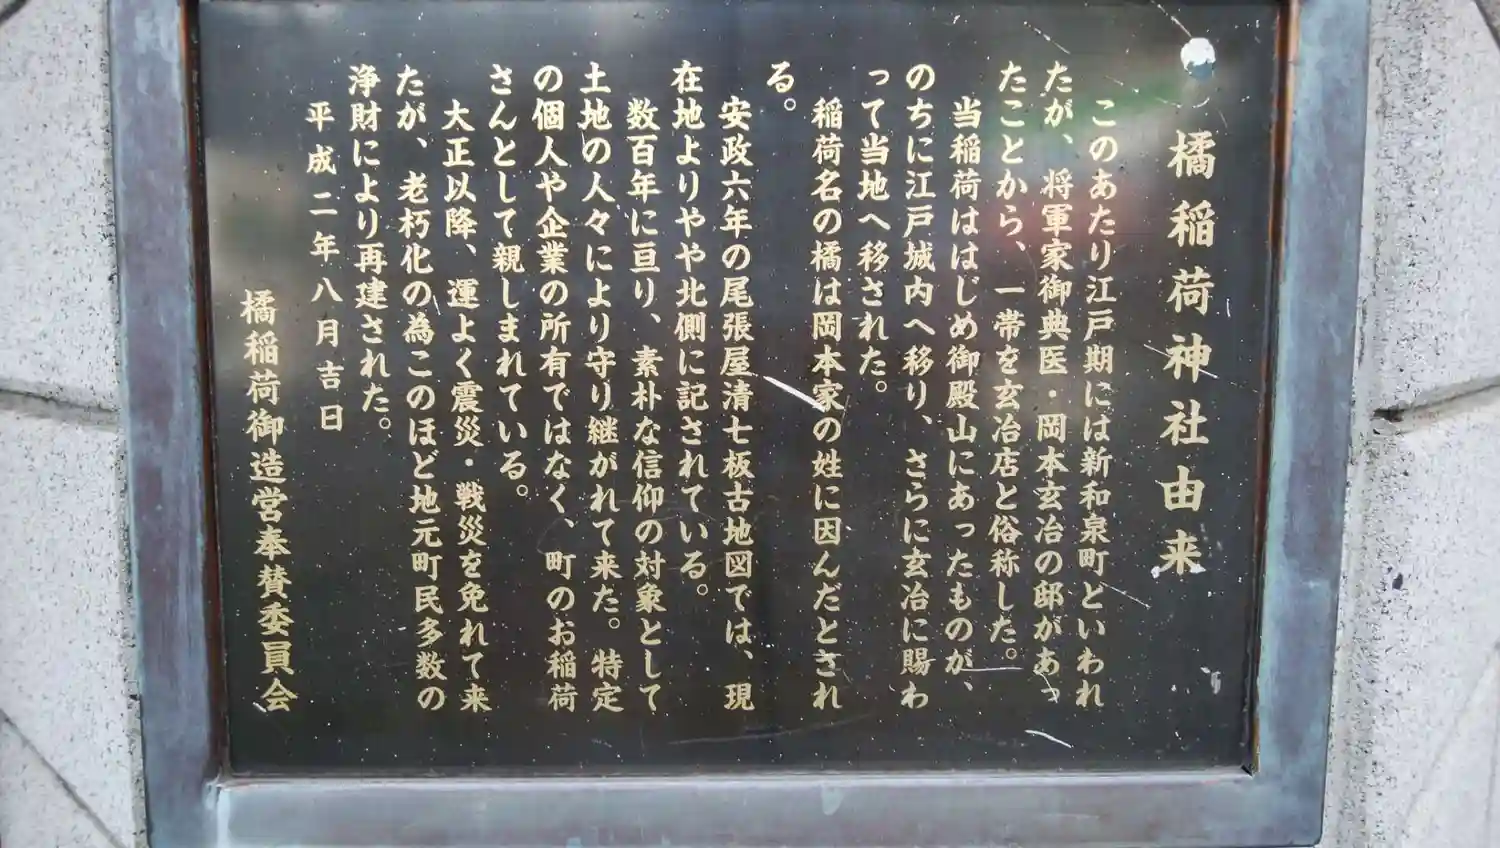 橘稲荷神社由来
このあたり江戸期には新和泉町といわれ
たが、将軍家御典医・岡本玄冶の邸があっ
たことから、一帯を玄冶店と俗称した。
当稲荷ははじめ御殿山にあったものが、
のちに江戸城内へ移り、さらに玄冶に賜わ
って当地へ移された。
稲荷名の橘は岡本家の姓に因んだとされ
る。
安政六年の尾張屋清七板古地図では、現
在地よりやや北側に記されている。
数百年に亘り、素朴な信仰の対象として
土地の人々により守り継がれて来た。特定
の個人や企業の所有ではなく、町のお稲荷
さんとして親しまれている。
大正以降、運よく震災・戦災を免れて来
たが、老朽化の為このほど地元町民多数の
浄財により再建された。
平成二年八月吉日
橘稲荷御造営奉賛委員会